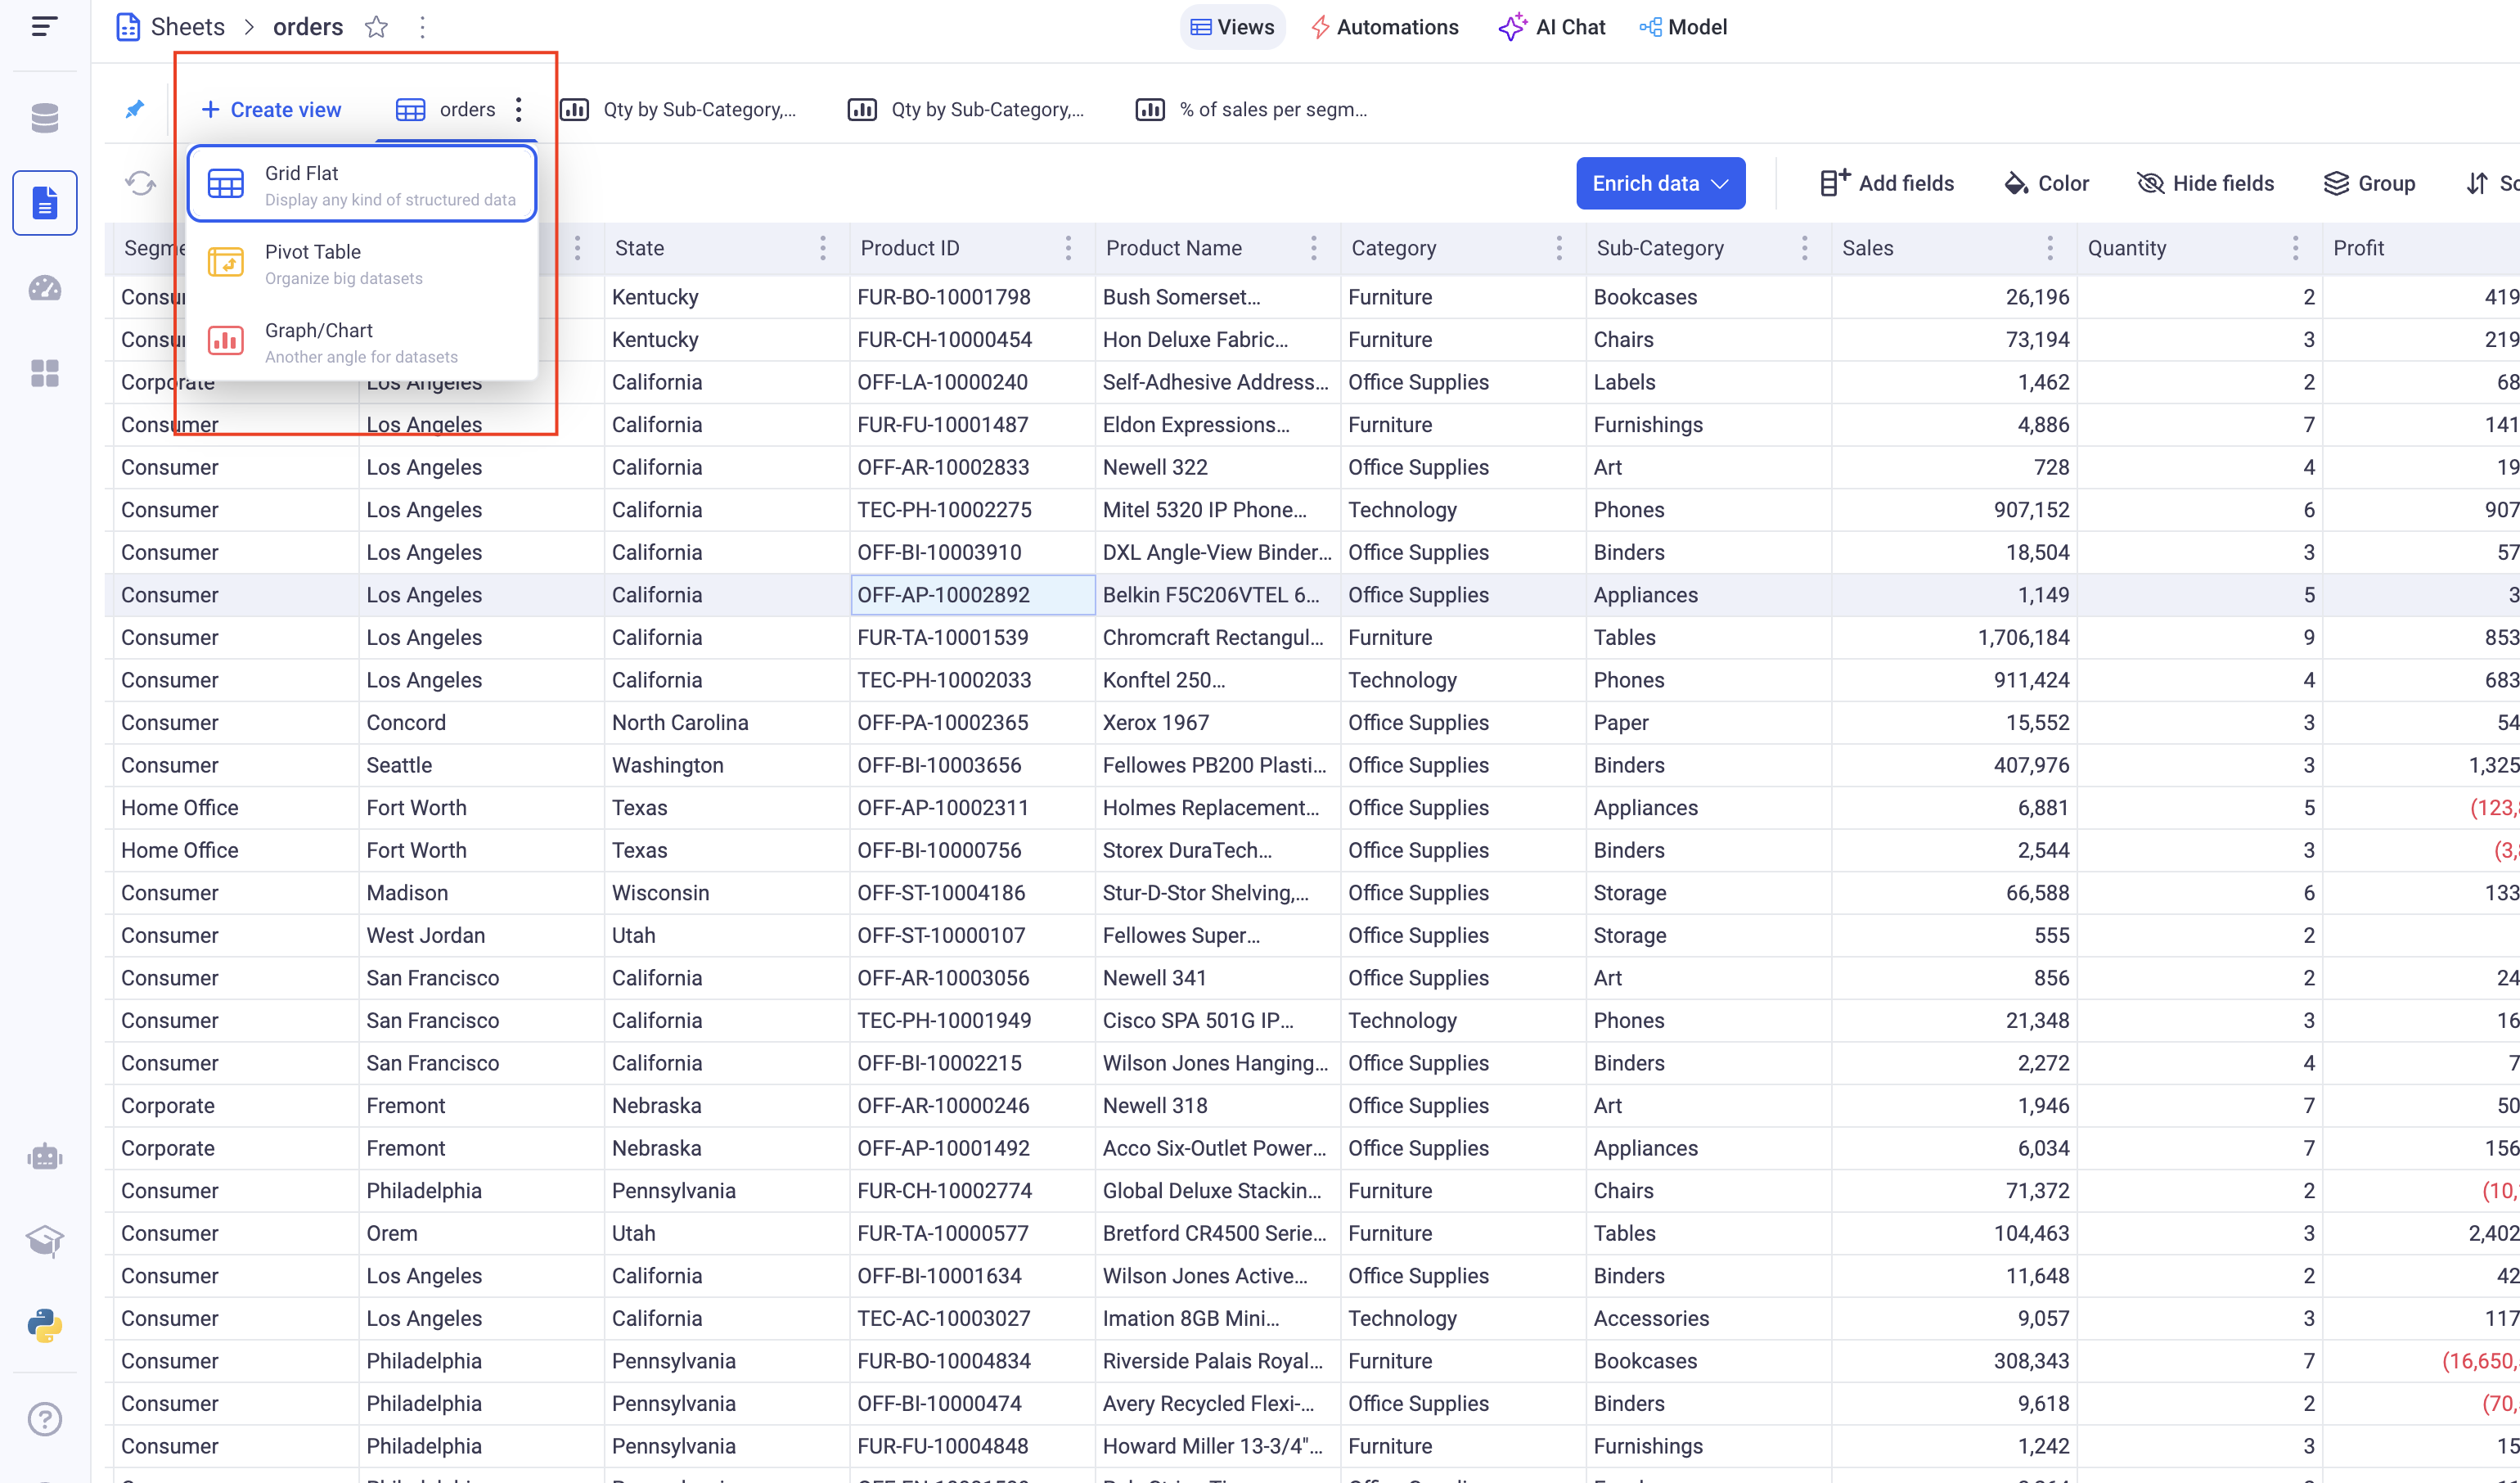 Sheets > orders
Views
Automations
AI Chat
Model
+ Create view
orders
Qty by Sub-Category,...
Qty by Sub-Category,...
% of sales per segm...
Grid Flat
Display any kind of structured data
Pivot Table
Organize big datasets
Graph/Chart
Another angle for datasets
Enrich data
Add fields
Color
Hide fields
Group
State Product ID Product Name Category Sub-Category Sales Quantity Profit
Kentucky FUR-BO-10001798 Bush Somerset... Furniture Bookcases 26,196 2 419
Kentucky FUR-CH-10000454 Hon Deluxe Fabric... Furniture Chairs 73,194 3 219
Corporate Los Angeles California OFF-LA-10000240 Self-Adhesive Address... Office Supplies Labels 1,462 2 68
Consumer Los Angeles California FUR-FU-10001487 Eldon Expressions... Furniture Furnishings 4,886 7 141
Consumer Los Angeles California OFF-AR-10002833 Newell 322 Office Supplies Art 728 4 19
Consumer Los Angeles California TEC-PH-10002275 Mitel 5320 IP Phone... Technology Phones 907,152 6 907
Consumer Los Angeles California OFF-BI-10003910 DXL Angle-View Binder... Office Supplies Binders 18,504 3 57
Consumer Los Angeles California OFF-AP-10002892 Belkin F5C206VTEL 6... Office Supplies Appliances 1,149 5 3
Consumer Los Angeles California FUR-TA-10001539 Chromcraft Rectangul... Furniture Tables 1,706,184 9 853
Consumer Los Angeles California TEC-PH-10002033 Konftel 250... Technology Phones 911,424 4 683
Consumer Concord North Carolina OFF-PA-10002365 Xerox 1967 Office Supplies Paper 15,552 3 54
Consumer Seattle Washington OFF-BI-10003656 Fellowes PB200 Plasti... Office Supplies Binders 407,976 3 1,325
Home Office Fort Worth Texas OFF-AP-10002311 Holmes Replacement... Office Supplies Appliances 6,881 5 (123,
Home Office Fort Worth Texas OFF-BI-10000756 Storex DuraTech... Office Supplies Binders 2,544 3 (3,
Consumer Madison Wisconsin OFF-ST-10004186 Stur-D-Stor Shelving,... Office Supplies Storage 66,588 6 133
Consumer West Jordan Utah OFF-ST-10000107 Fellowes Super... Office Supplies Storage 555 2
Consumer San Francisco California OFF-AR-10003056 Newell 341 Office Supplies Art 856 2 24
Consumer San Francisco California TEC-PH-10001949 Cisco SPA 501G IP... Technology Phones 21,348 3 16
Consumer San Francisco California OFF-BI-10002215 Wilson Jones Hanging... Office Supplies Binders 2,272 4 7
Corporate Fremont Nebraska OFF-AR-10000246 Newell 318 Office Supplies Art 1,946 7 50
Corporate Fremont Nebraska OFF-AP-10001492 Acco Six-Outlet Power... Office Supplies Appliances 6,034 7 156
Consumer Philadelphia Pennsylvania FUR-CH-10002774 Global Deluxe Stackin... Furniture Chairs 71,372 2 (10,
Consumer Orem Utah FUR-TA-10000577 Bretford CR4500 Serie... Furniture Tables 104,463 3 2,402
Consumer Los Angeles California OFF-BI-10001634 Wilson Jones Active... Office Supplies Binders 11,648 2 42
Consumer Los Angeles California TEC-AC-10003027 Imation 8GB Mini... Technology Accessories 9,057 3 117
Consumer Philadelphia Pennsylvania FUR-BO-10004834 Riverside Palais Royal... Furniture Bookcases 308,343 7 (16,650,
Consumer Philadelphia Pennsylvania OFF-BI-10000474 Avery Recycled Flexi-... Office Supplies Binders 9,618 2 (70,
Consumer Philadelphia Pennsylvania FUR-FU-10004848 Howard Miller 13-3/4"... Furniture Furnishings 1,242 3 15